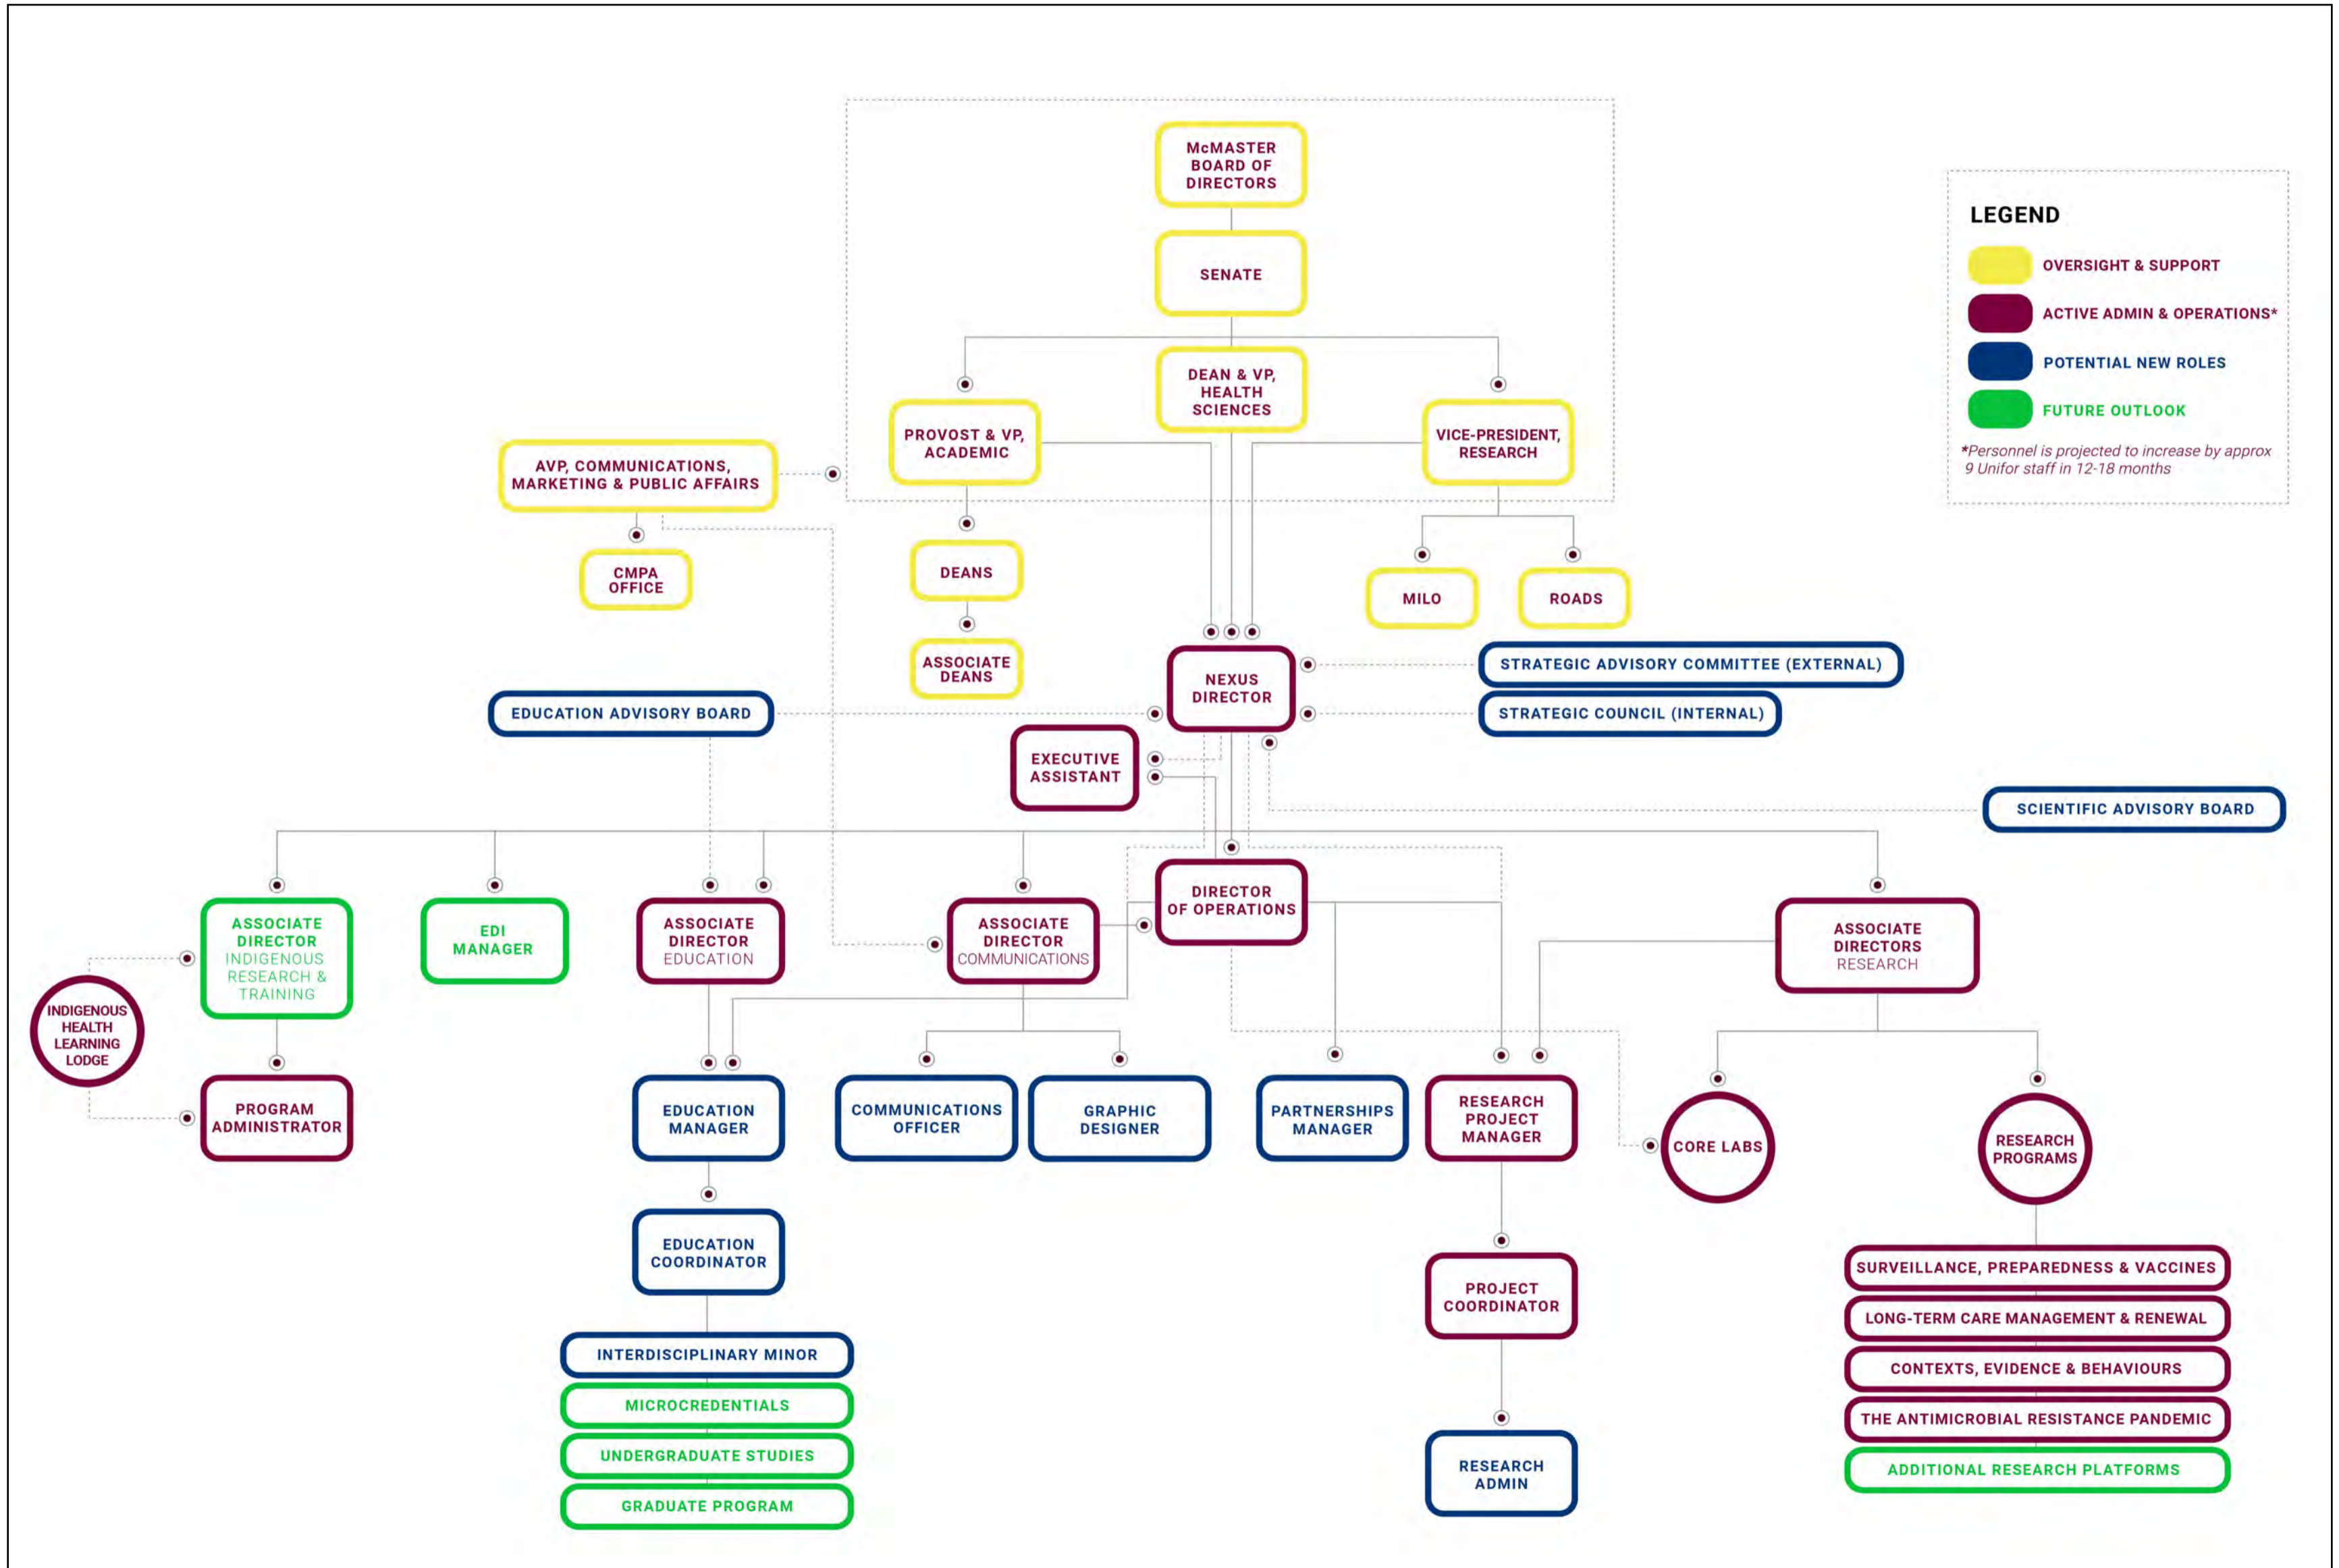 McMASTER
BOARD OF
DIRECTORS
SENATE
DEAN & VP,
HEALTH
SCIENCES
PROVOST & VP,
ACADEMIC
VICE-PRESIDENT,
RESEARCH
LEGEND
OVERSIGHT & SUPPORT
ACTIVE ADMIN & OPERATIONS*
POTENTIAL NEW ROLES
FUTURE OUTLOOK
*Personnel is projected to increase by approx
9 Unifor staff in 12-18 months
AVP, COMMUNICATIONS,
MARKETING & PUBLIC AFFAIRS
CMPA
OFFICE
DEANS
ASSOCIATE
DEANS
MILO
ROADS
NEXUS
DIRECTOR
STRATEGIC ADVISORY COMMITTEE (EXTERNAL)
STRATEGIC COUNCIL (INTERNAL)
EDUCATION ADVISORY BOARD
EXECUTIVE
ASSISTANT
SCIENTIFIC ADVISORY BOARD
ASSOCIATE
DIRECTOR
INDIGENOUS
RESEARCH &
TRAINING
EDI
MANAGER
ASSOCIATE
DIRECTOR
EDUCATION
ASSOCIATE
DIRECTOR
COMMUNICATIONS
DIRECTOR
OF OPERATIONS
ASSOCIATE
DIRECTORS
RESEARCH
INDIGENOUS
HEALTH
LEARNING
LODGE
PROGRAM
ADMINISTRATOR
EDUCATION
MANAGER
COMMUNICATIONS
OFFICER
GRAPHIC
DESIGNER
PARTNERSHIPS
MANAGER
RESEARCH
PROJECT
MANAGER
CORE LABS
RESEARCH
PROGRAMS
EDUCATION
COORDINATOR
PROJECT
COORDINATOR
RESEARCH
ADMIN
INTERDISCIPLINARY MINOR
MICROCREDENTIALS
UNDERGRADUATE STUDIES
GRADUATE PROGRAM
SURVEILLANCE, PREPAREDNESS & VACCINES
LONG-TERM CARE MANAGEMENT & RENEWAL
CONTEXTS, EVIDENCE & BEHAVIOURS
THE ANTIMICROBIAL RESISTANCE PANDEMIC
ADDITIONAL RESEARCH PLATFORMS